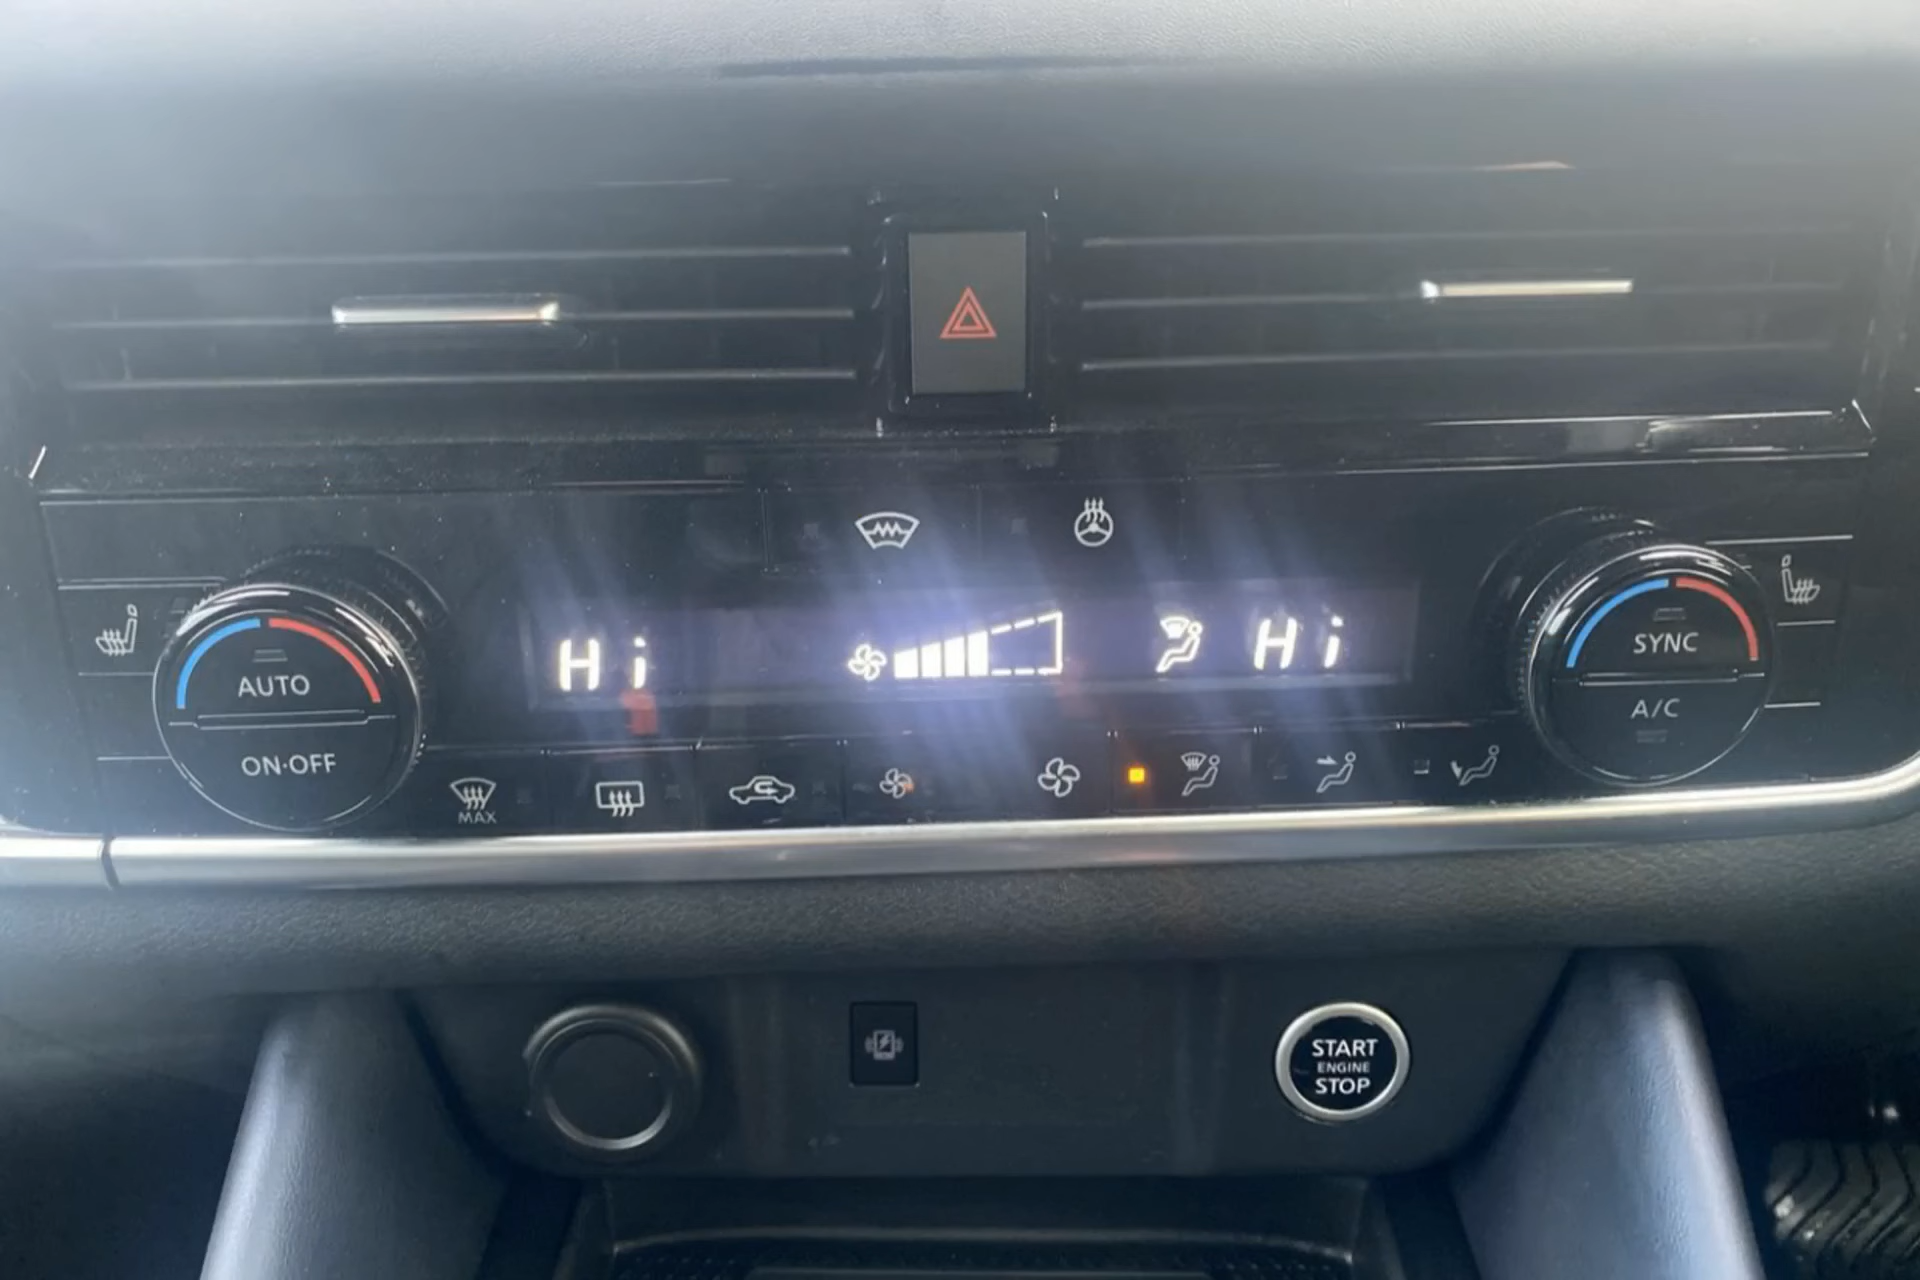 Hi
Hi
AUTO
ON·OFF
SYNC
A/C
MAX
START
ENGINE
STOP